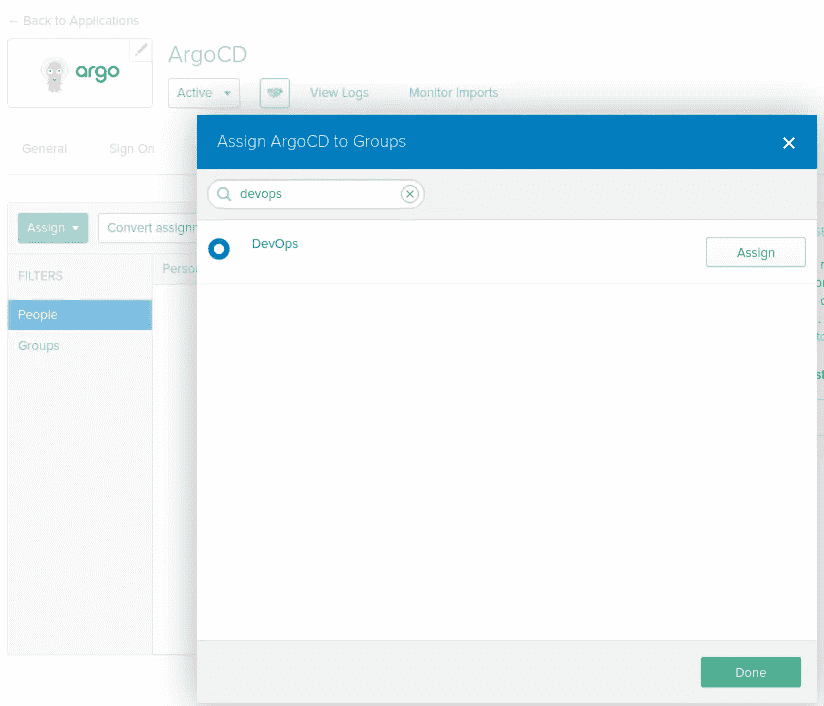 ← Back to Applications
argo
ArgoCD
Active
View Logs
Monitor Imports
General
Sign On
Assign ArgoCD to Groups
devops
Assign
Convert assign
DevOps
Assign
FILTERS
Perso
People
Groups
Done